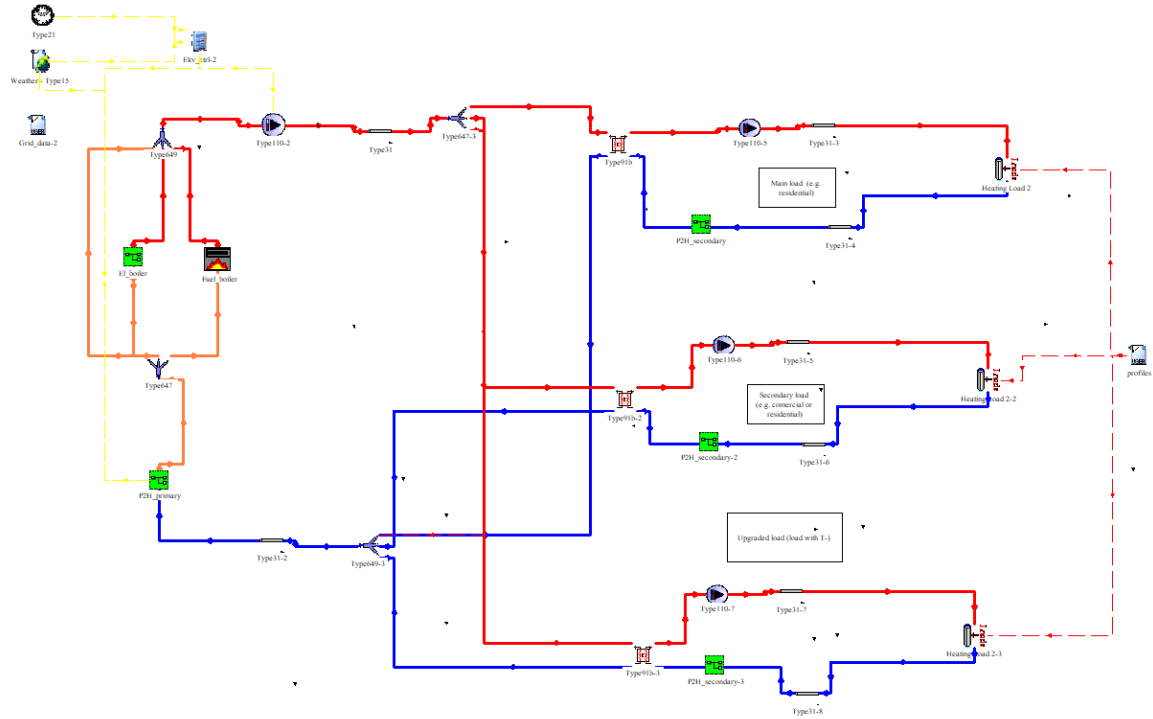 Type21
Weather - Type15
Grid_data-2
Type649
Type110-2
Type31
Type647-3
Type91b
Type110-5
Type31-3
Heating Load 2
Main load (e.g.
residential)
P2H_secondary
Type31-4
El_boiler
Fuel_boiler
Type647
P2H_primary
Type31-2
Type649-3
Type91b-2
Type110-6
Type31-5
Heating Load 2-2
profiles
Secondary load
(e.g. comercial or
residential)
P2H_secondary-2
Type31-6
Upgraded load (load with T-)
Type91b-3
Type110-7
Type31-7
Heating Load 2-3
P2H_secondary-3
Type31-8